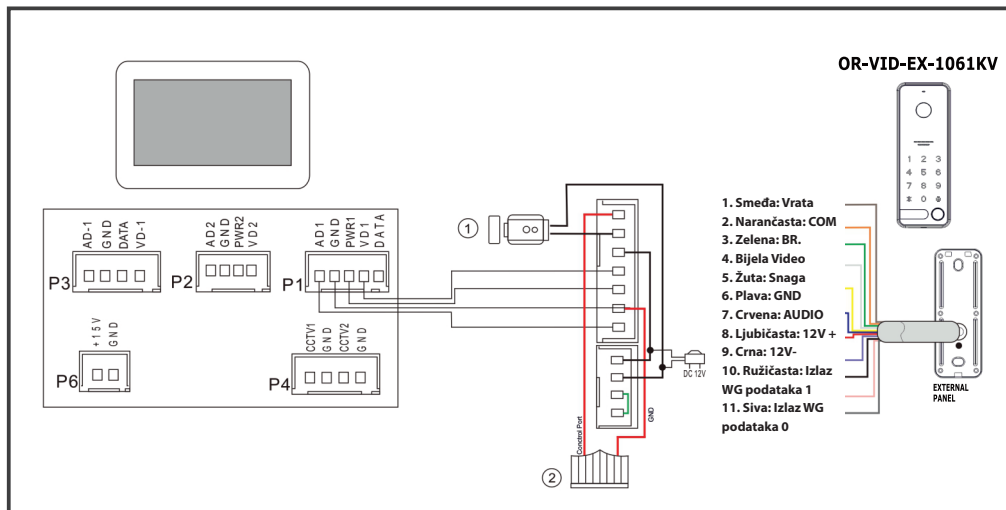 OR-VID-EX-1061KV
1 2 3
4 5 6
7 8 9
0
AD-1
GND
DATA
VD-1
P3
AD2
GND
PWR2
VD2
P2
AD1
GND
PWR1
VD1
DATA
P1
+15V
GND
P6
CCTV1
GND
CCTV2
GND
P4
1
DC 12V
Conctrol Port
GND
2
1. Smeđa: Vrata
2. Narančasta: COM
3. Zelena: BR.
4. Bijela Video
5. Žuta: Snaga
6. Plava: GND
7. Crvena: AUDIO
8. Ljubičasta: 12V +
9. Crna: 12V-
10. Ružičasta: Izlaz
WG podataka 1
11. Siva: Izlaz WG
podataka 0
EXTERNAL
PANEL